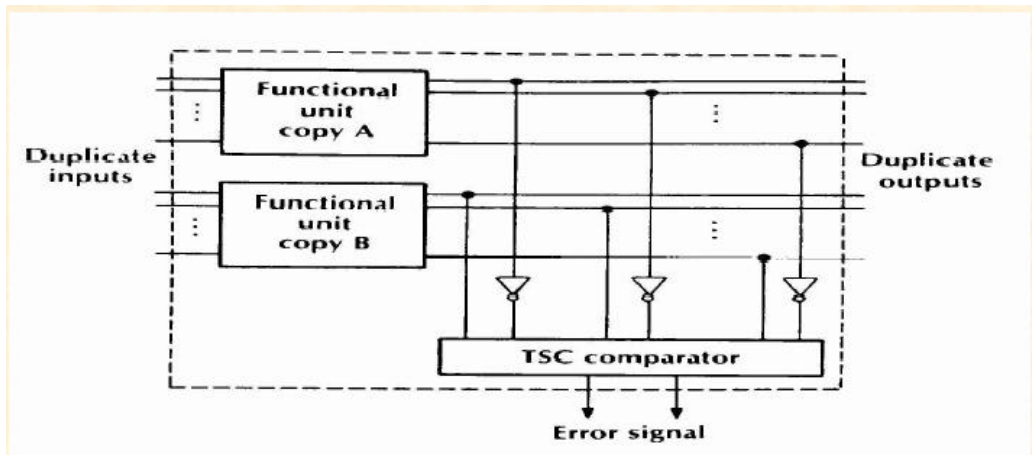 Functional
unit
copy A
Duplicate
inputs
Duplicate
outputs
Functional
unit
copy B
TSC comparator
Error signal